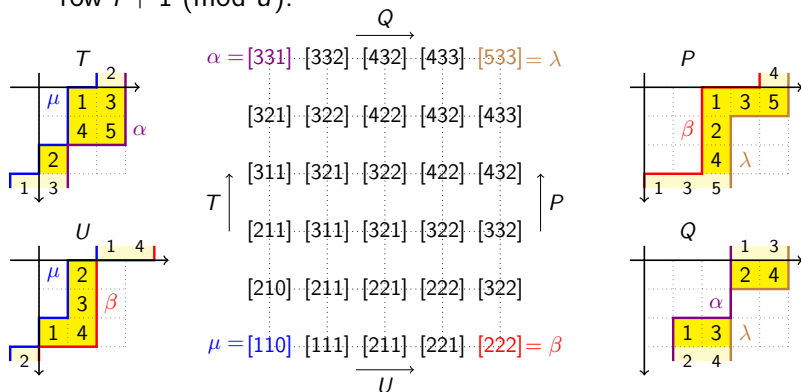 row r + 1 (mod d).
Q
T
α = [331] [332] [432] [433] [533] = λ
P
2
μ 1 3
4 5 α
2
1 3
[321] [322] [422] [432] [433]
4
1 3 5
β 2
4 λ
1 3 5
[311] [321] [322] [422] [432]
T
P
[211] [311] [321] [322] [332]
U
1 4
μ 2
3 β
1 4
2
[210] [211] [221] [222] [322]
Q
1 3
2 4
α
1 3 λ
2 4
μ = [110] [111] [211] [221] [222] = β
U